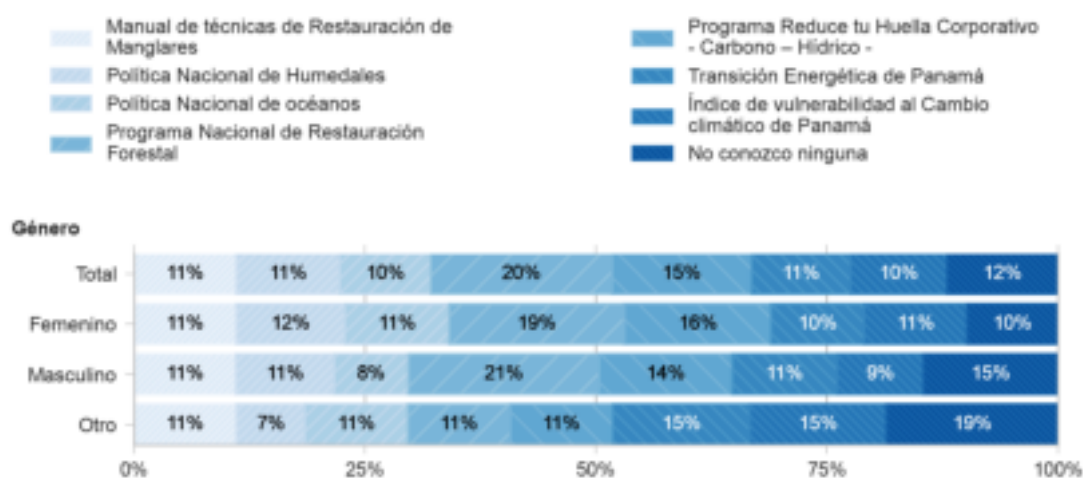 Manual de técnicas de Restauración de
Manglares
Política Nacional de Humedales
Política Nacional de océanos
Programa Nacional de Restauración
Forestal
Programa Reduce tu Huella Corporativo
- Carbono – Hídrico -
Transición Energética de Panamá
Índice de vulnerabilidad al Cambio
climático de Panamá
No conozco ninguna
Género
Total 11% 11% 10% 20% 15% 11% 10% 12%
Femenino 11% 12% 11% 19% 16% 10% 11% 10%
Masculino 11% 11% 8% 21% 14% 11% 9% 15%
Otro 11% 7% 11% 11% 11% 15% 15% 19%
0% 25% 50% 75% 100%